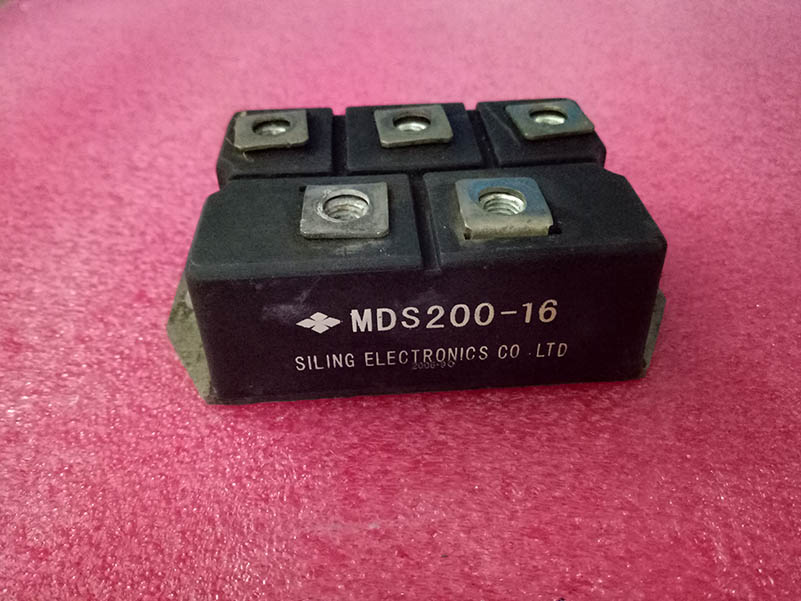 MDS200-16
SILING ELECTRONICS CO.LTD